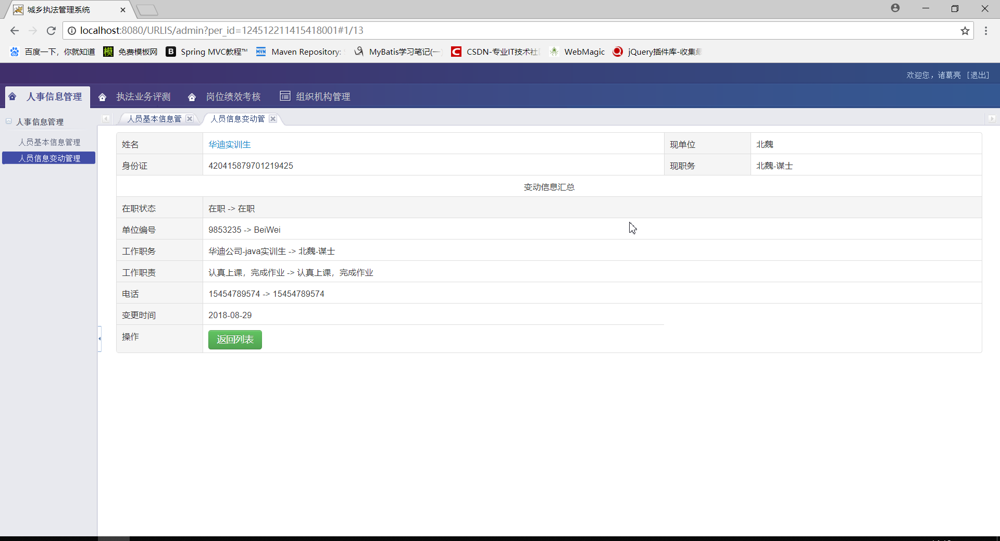 城乡执法管理系统
localhost:8080/URLIS/admin?per_id=124512211415418001#1/13
百度一下，你就知道 免费模板网 Spring MVC教程™ Maven Repository: MyBatis学习笔记(一 CSDN-专业IT技术社 WebMagic jQuery插件库-收集
欢迎您，诸葛亮 [退出]
人事信息管理 执法业务评测 岗位绩效考核 组织机构管理
人事信息管理
人员基本信息管理
人员信息变动管理
人员基本信息管 人员信息变动管
姓名 华迪实训生 现单位 北魏
身份证 420415879701219425 现职务 北魏-谋士
变动信息汇总
在职状态 在职 -> 在职
单位编号 9853235 -> BeiWei
工作职务 华迪公司-java实训生 -> 北魏-谋士
工作职责 认真上课，完成作业 -> 认真上课，完成作业
电话 15454789574 -> 15454789574
变更时间 2018-08-29
操作 返回列表